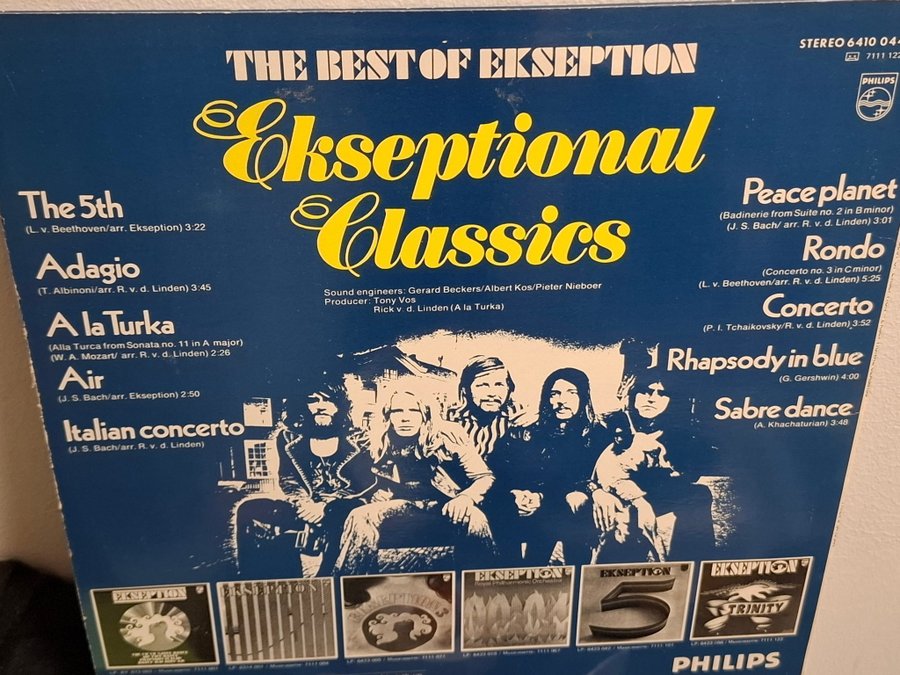 THE BEST OF EKSEPTION
STEREO 6410 044
7111 122
PHILIPS
Ekseptional
Classics
The 5th
(L. v. Beethoven/arr. Ekseption) 3:22
Adagio
(T. Albinoni/arr. R. v. d. Linden) 3:45
A la Turka
(Alla Turca from Sonata no. 11 in A major)
(W. A. Mozart/ arr. R. v. d. Linden) 2:26
Air
(J. S. Bach/arr. Ekseption) 2:50
Italian concerto
(J. S. Bach/arr. R. v. d. Linden)
Sound engineers: Gerard Beckers/Albert Kos/Pieter Nieboer
Producer: Tony Vos
Rick v. d. Linden (A la Turka)
Peace planet
(Badinerie from Suite no. 2 in B minor)
(J. S. Bach/ arr. R. v. d. Linden) 3:01
Rondo
(Concerto no. 3 in C minor)
(L. v. Beethoven/arr. R. v. d. Linden) 5:25
Concerto
(P. I. Tchaikovsky/R. v. d. Linden) 3:52
Rhapsody in blue
(G. Gershwin) 4:00
Sabre dance
(A. Khachaturian) 3:48
EKSEPTION
EKSEPTION
EKSEPTION 3
EKSEPTION
Royal Philharmonic Orchestra
EKSEPTION
5
EKSEPTION
TRINITY
PHILIPS